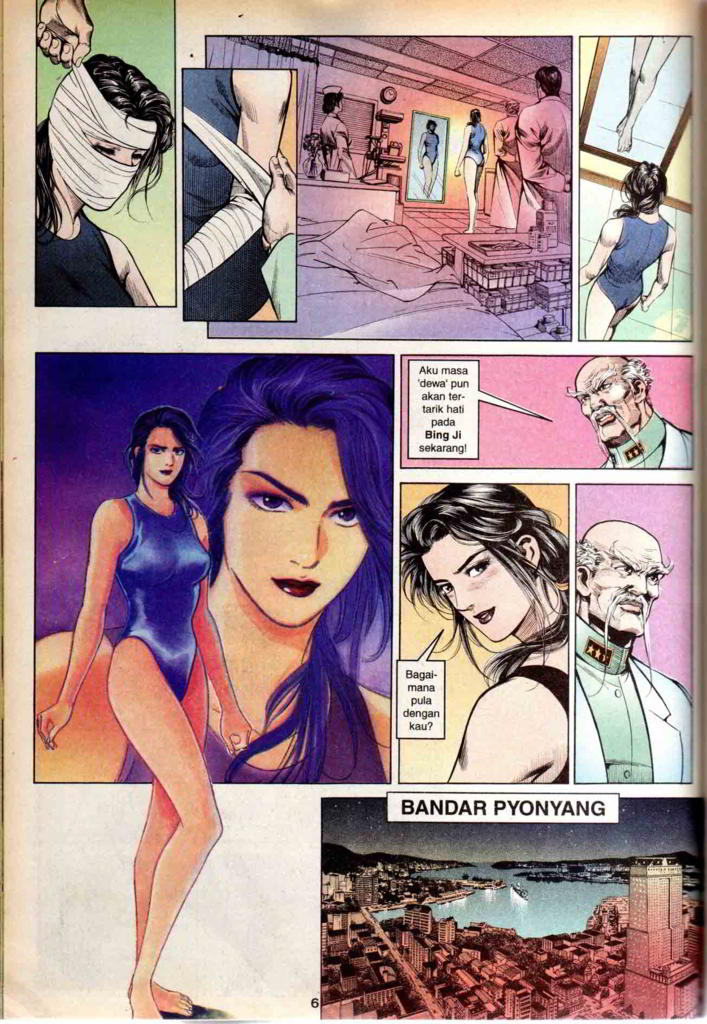 Aku masa
'dewa' pun
akan ter-
tarik hati
pada
Bing Ji
sekarang!
Bagai-
mana
pula
dengan
kau?
BANDAR PYONYANG
6